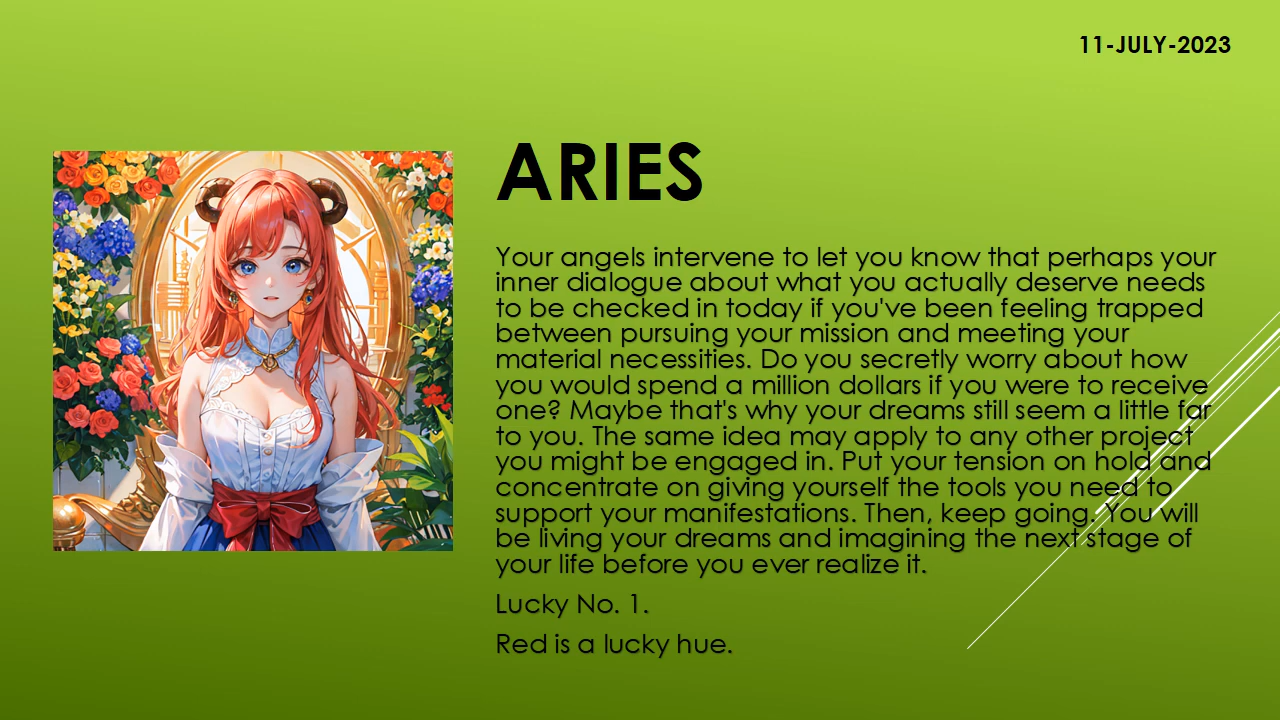 11-JULY-2023
ARIES
Your angels intervene to let you know that perhaps your
inner dialogue about what you actually deserve needs
to be checked in today if you've been feeling trapped
between pursuing your mission and meeting your
material necessities. Do you secretly worry about how
you would spend a million dollars if you were to receive
one? Maybe that's why your dreams still seem a little far
to you. The same idea may apply to any other project
you might be engaged in. Put your tension on hold and
concentrate on giving yourself the tools you need to
support your manifestations. Then, keep going. You will
be living your dreams and imagining the next stage of
your life before you ever realize it.
Lucky No. 1.
Red is a lucky hue.